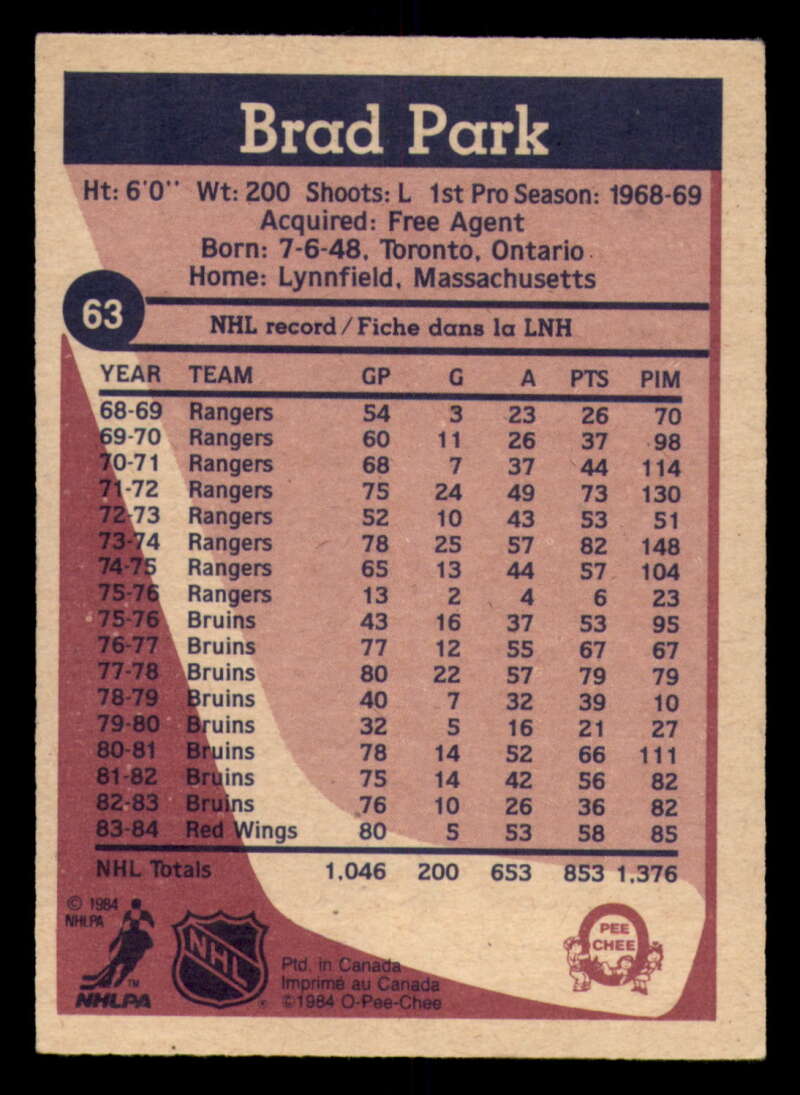 Brad Park
Ht: 6'0'' Wt: 200 Shoots: L 1st Pro Season: 1968-69
Acquired: Free Agent
Born: 7-6-48, Toronto, Ontario
Home: Lynnfield, Massachusetts
63
NHL record/Fiche dans la LNH
YEAR TEAM GP G A PTS PIM
68-69 Rangers 54 3 23 26 70
69-70 Rangers 60 11 26 37 98
70-71 Rangers 68 7 37 44 114
71-72 Rangers 75 24 49 73 130
72-73 Rangers 52 10 43 53 51
73-74 Rangers 78 25 57 82 148
74-75 Rangers 65 13 44 57 104
75-76 Rangers 13 2 4 6 23
75-76 Bruins 43 16 37 53 95
76-77 Bruins 77 12 55 67 67
77-78 Bruins 80 22 57 79 79
78-79 Bruins 40 7 32 39 10
79-80 Bruins 32 5 16 21 27
80-81 Bruins 78 14 52 66 111
81-82 Bruins 75 14 42 56 82
82-83 Bruins 76 10 26 36 82
83-84 Red Wings 80 5 53 58 85
NHL Totals 1,046 200 653 853 1,376
© 1984
NHLPA
NHLPA™
NHL®
Ptd. in Canada
Imprimé au Canada
©1984 O-Pee-Chee
PEE
CHEE